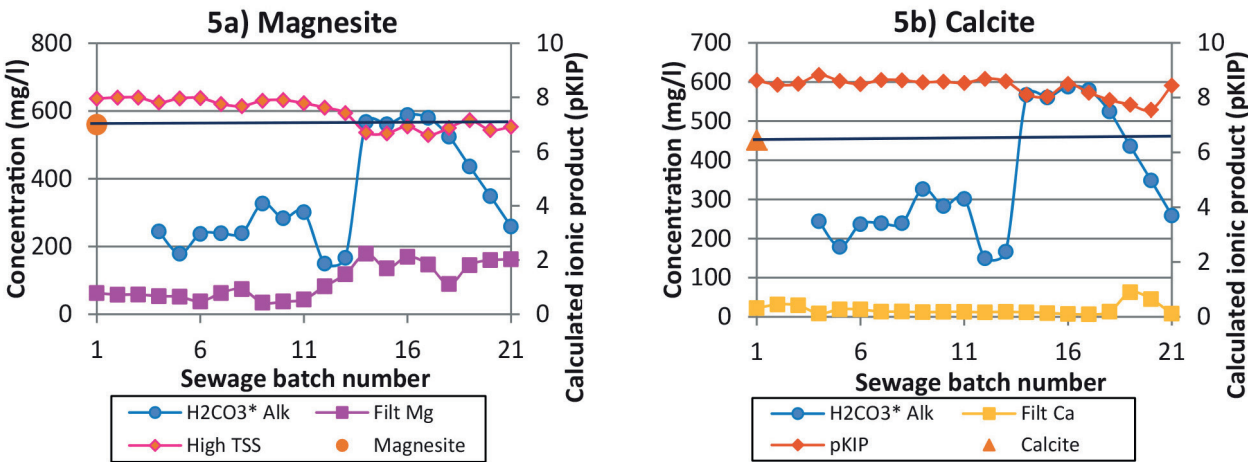 5a) Magnesite
Concentration (mg/l)
800
600
400
200
0
10
8
6
4
2
0
Calculated ionic product (pKIP)
1
6
11
16
21
Sewage batch number
H2CO3* Alk
Filt Mg
High TSS
Magnesite
5b) Calcite
Concentration (mg/l)
700
600
500
400
300
200
100
0
10
8
6
4
2
0
Calculated ionic product (pKIP)
1
6
11
16
21
Sewage batch number
H2CO3* Alk
Filt Ca
pKIP
Calcite